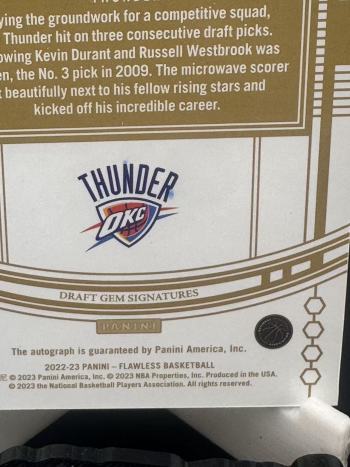 ying the groundwork for a competitive squad,
Thunder hit on three consecutive draft picks.
owing Kevin Durant and Russell Westbrook was
en, the No. 3 pick in 2009. The microwave scorer
t beautifully next to his fellow rising stars and
kicked off his incredible career.
THUNDER
OKC
DRAFT GEM SIGNATURES
PANINI
The autograph is guaranteed by Panini America, Inc.
2022-23 PANINI – FLAWLESS BASKETBALL
© 2023 Panini America, Inc. © 2023 NBA Properties, Inc. Produced in the USA.
© 2023 the National Basketball Players Association. All rights reserved.